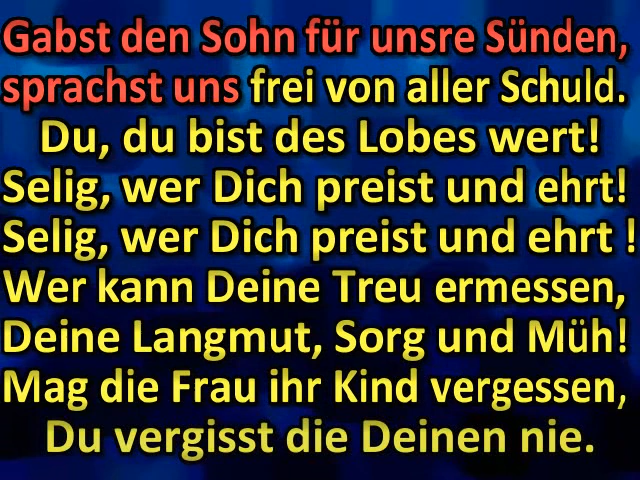 Gabst den Sohn für unsre Sünden,
sprachst uns frei von aller Schuld.
Du, du bist des Lobes wert!
Selig, wer Dich preist und ehrt!
Selig, wer Dich preist und ehrt !
Wer kann Deine Treu ermessen,
Deine Langmut, Sorg und Müh!
Mag die Frau ihr Kind vergessen,
Du vergisst die Deinen nie.